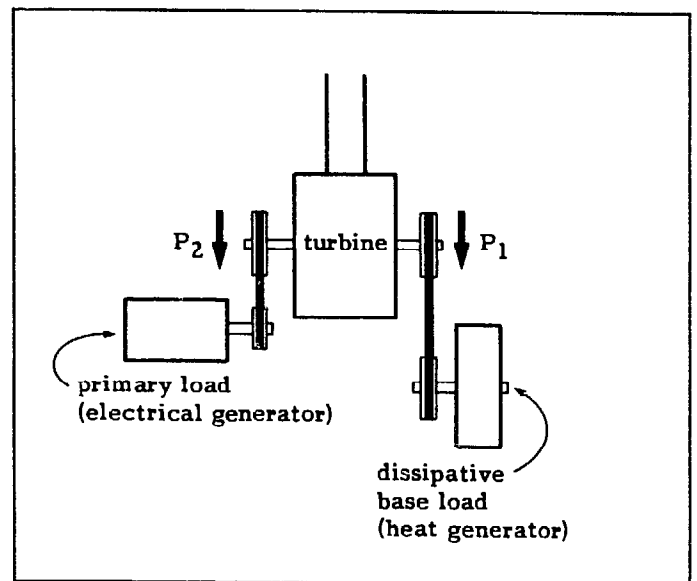 turbine
P2
P1
primary load
(electrical generator)
dissipative
base load
(heat generator)